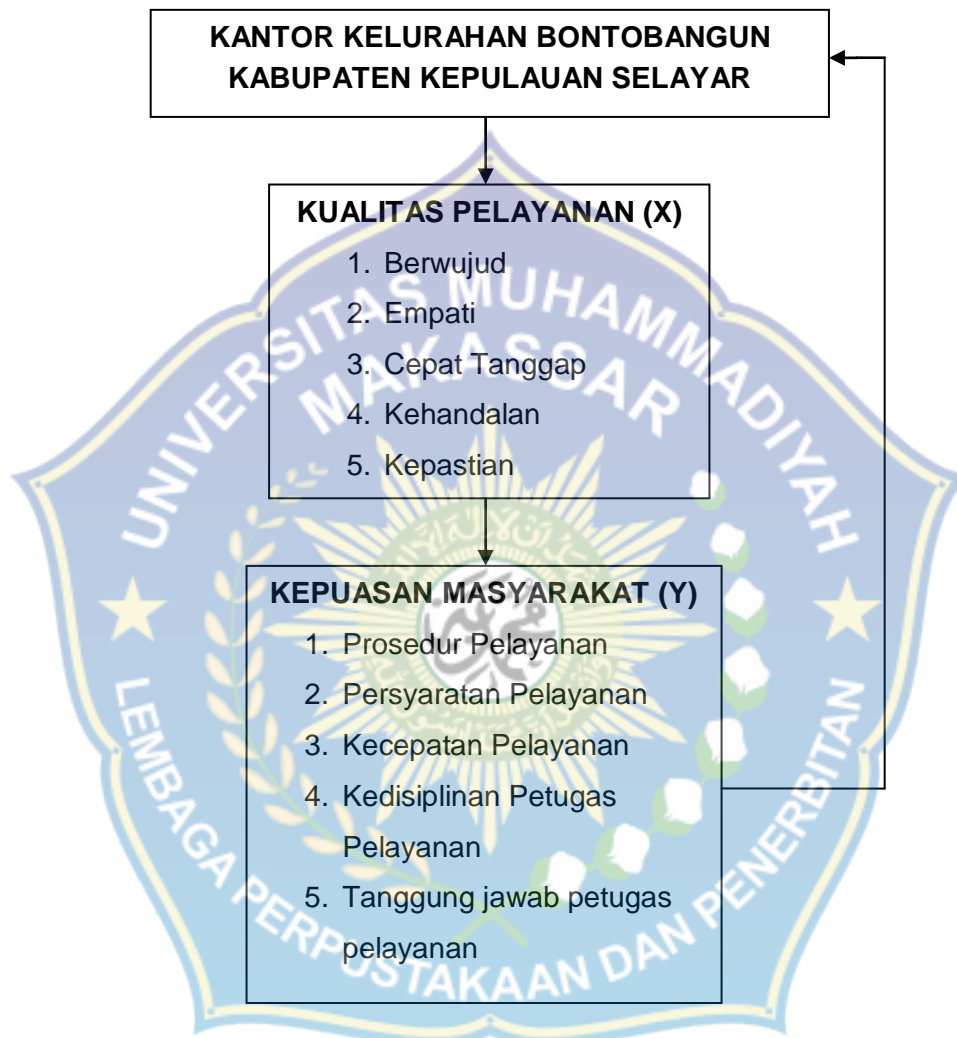 KANTOR KELURAHAN BONTOBANGUN
KABUPATEN KEPULAUAN SELAYAR
KUALITAS PELAYANAN (X)
1. Berwujud
2. Empati
3. Cepat Tanggap
4. Kehandalan
5. Kepastian
KEPUASAN MASYARAKAT (Y)
1. Prosedur Pelayanan
2. Persyaratan Pelayanan
3. Kecepatan Pelayanan
4. Kedisiplinan Petugas
Pelayanan
5. Tanggung jawab petugas
pelayanan
UNIVERSITAS MUHAMMADIYAH
MAKASSAR
LEMBAGA PERPUSTAKAAN DAN PENERBITAN